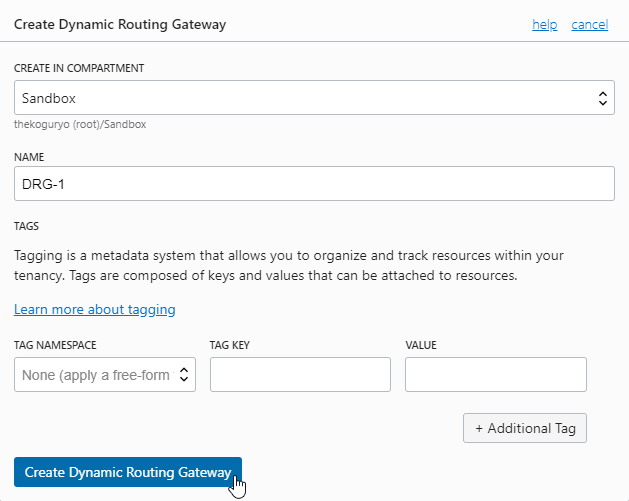 Create Dynamic Routing Gateway help cancel
CREATE IN COMPARTMENT
Sandbox
thekoguryo (root)/Sandbox
NAME
DRG-1
TAGS
Tagging is a metadata system that allows you to organize and track resources within your
tenancy. Tags are composed of keys and values that can be attached to resources.
Learn more about tagging
TAG NAMESPACE TAG KEY VALUE
None (apply a free-form
+ Additional Tag
Create Dynamic Routing Gateway